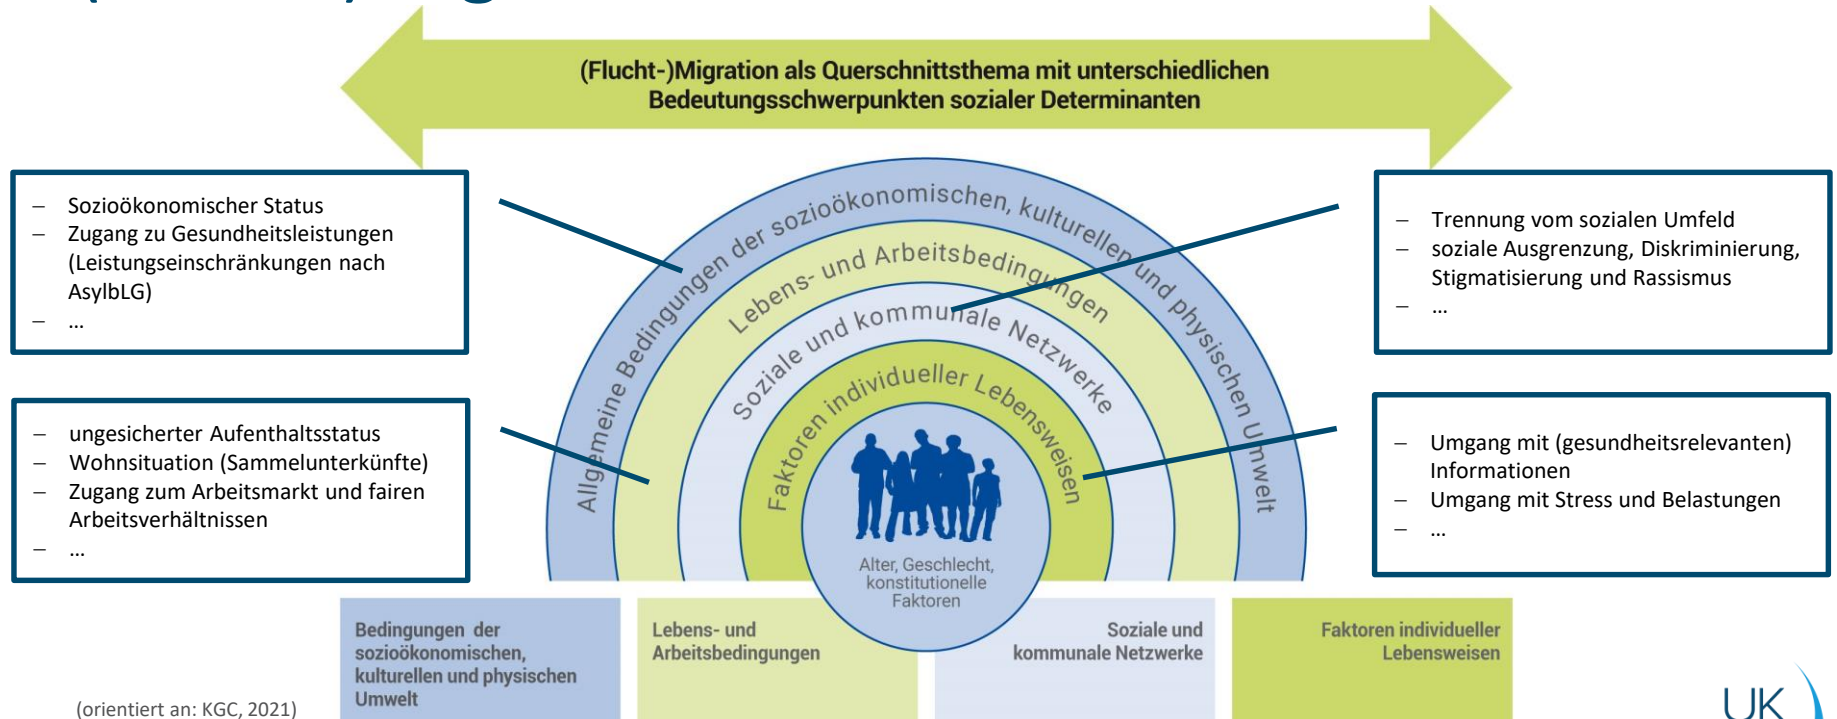 (Flucht-)Migration als Querschnittsthema mit unterschiedlichen
Bedeutungsschwerpunkten sozialer Determinanten
– Sozioökonomischer Status
– Zugang zu Gesundheitsleistungen
(Leistungseinschränkungen nach
AsylbLG)
– ...
– ungesicherter Aufenthaltsstatus
– Wohnsituation (Sammelunterkünfte)
– Zugang zum Arbeitsmarkt und fairen
Arbeitsverhältnissen
– ...
Allgemeine Bedingungen der sozioökonomischen, kulturellen und physischen Umwelt
Lebens- und Arbeitsbedingungen
Soziale und kommunale Netzwerke
Faktoren individueller Lebensweisen
Alter, Geschlecht,
konstitutionelle
Faktoren
– Trennung vom sozialen Umfeld
– soziale Ausgrenzung, Diskriminierung,
Stigmatisierung und Rassismus
– ...
– Umgang mit (gesundheitsrelevanten)
Informationen
– Umgang mit Stress und Belastungen
– ...
Bedingungen der
sozioökonomischen,
kulturellen und physischen
Umwelt
Lebens- und
Arbeitsbedingungen
Soziale und
kommunale Netzwerke
Faktoren individueller
Lebensweisen
(orientiert an: KGC, 2021)
UK